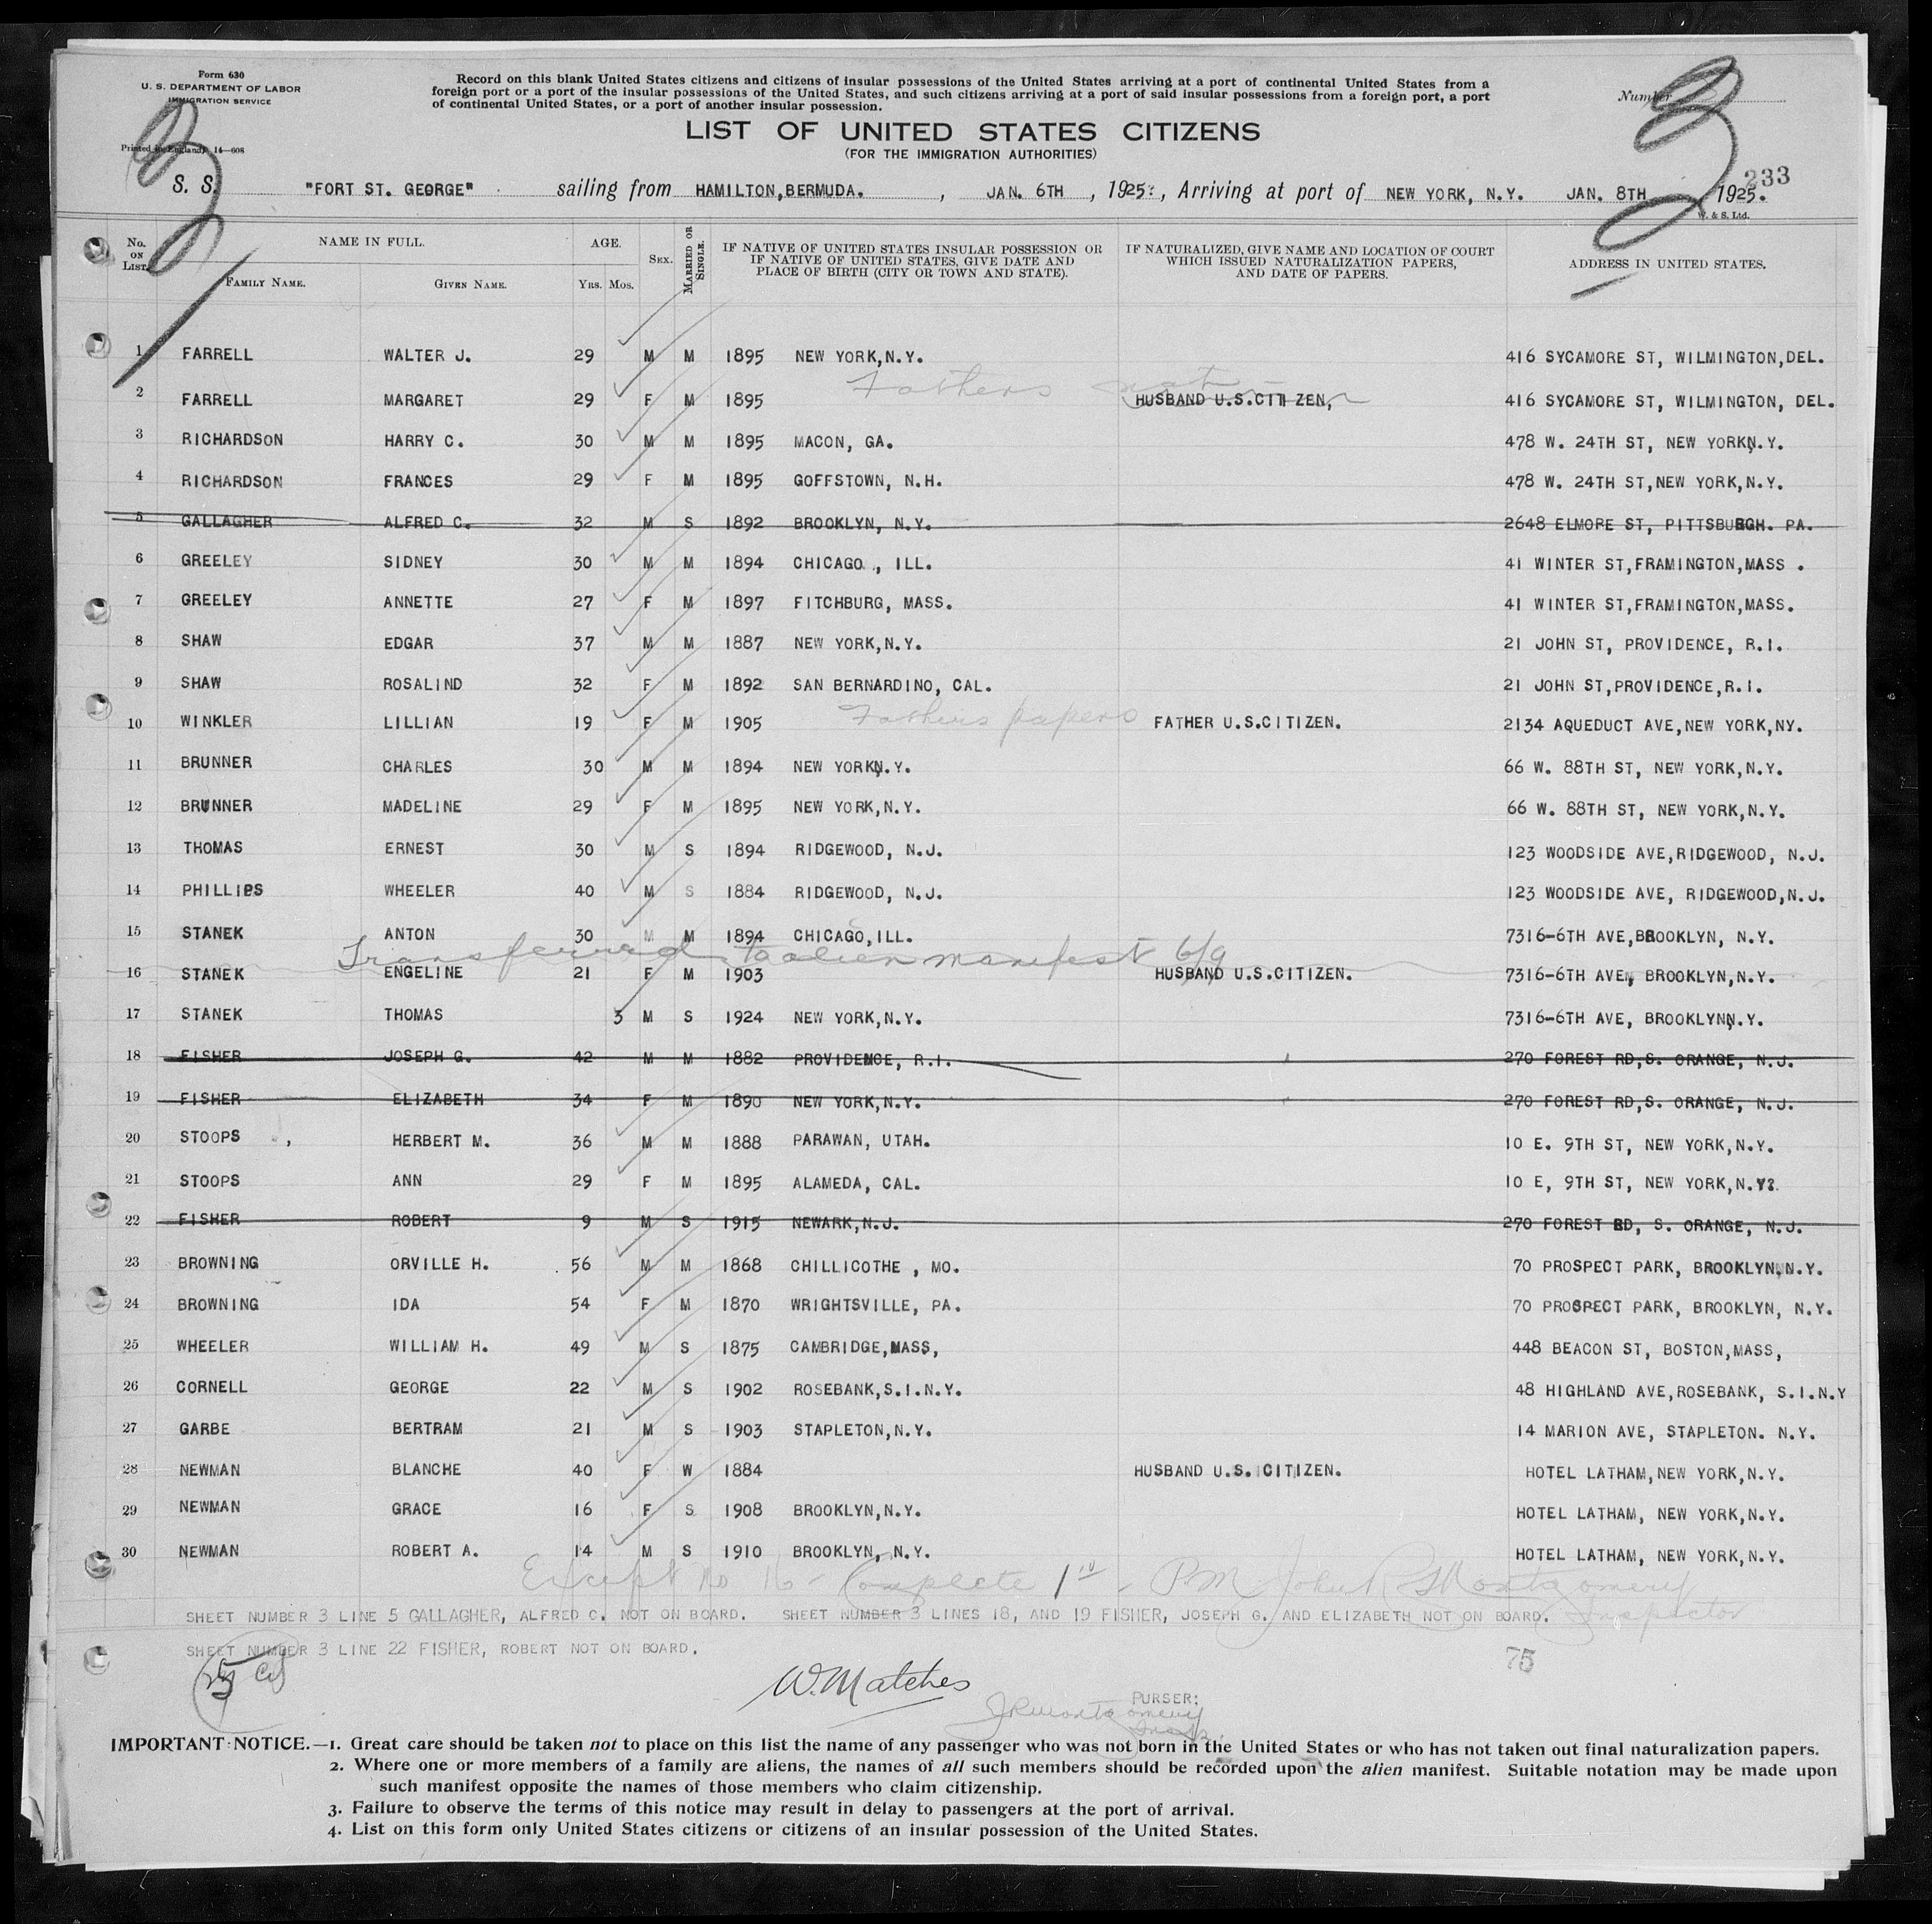 Form 630
U. S. DEPARTMENT OF LABOR
IMMIGRATION SERVICE
Printed in England, 14—608
Record on this blank United States citizens and citizens of insular possessions of the United States arriving at a port of continental United States from a
foreign port or a port of the insular possessions of the United States, and such citizens arriving at a port of said insular possessions from a foreign port, a port
of continental United States, or a port of another insular possession.
Number
3
3
LIST OF UNITED STATES CITIZENS
(FOR THE IMMIGRATION AUTHORITIES)
233
S. S. "FORT ST. GEORGE" sailing from HAMILTON,BERMUDA. , JAN. 6TH , 1925 , Arriving at port of NEW YORK, N.Y. JAN. 8TH 1925.
W. & S. Ltd.
No. ON LIST. NAME IN FULL. FAMILY NAME. GIVEN NAME. AGE. YRS. MOS. SEX. MARRIED OR SINGLE. IF NATIVE OF UNITED STATES INSULAR POSSESSION OR IF NATIVE OF UNITED STATES, GIVE DATE AND PLACE OF BIRTH (CITY OR TOWN AND STATE). IF NATURALIZED, GIVE NAME AND LOCATION OF COURT WHICH ISSUED NATURALIZATION PAPERS, AND DATE OF PAPERS. ADDRESS IN UNITED STATES.
1 FARRELL WALTER J. 29 M M 1895 NEW YORK,N.Y. 416 SYCAMORE ST, WILMINGTON,DEL.
Fathers nat
2 FARRELL MARGARET 29 F M 1895 HUSBAND U.S.CITIZEN, 416 SYCAMORE ST, WILMINGTON, DEL.
3 RICHARDSON HARRY C. 30 M M 1895 MACON, GA. 478 W. 24TH ST, NEW YORK,N.Y.
4 RICHARDSON FRANCES 29 F M 1895 GOFFSTOWN, N.H. 478 W. 24TH ST,NEW YORK,N.Y.
5 GALLAGHER ALFRED C. 32 M S 1892 BROOKLYN, N.Y. 2648 ELMORE ST, PITTSBURGH. PA.
6 GREELEY SIDNEY 30 M M 1894 CHICAGO., ILL. 41 WINTER ST,FRAMINGTON,MASS .
7 GREELEY ANNETTE 27 F M 1897 FITCHBURG, MASS. 41 WINTER ST,FRAMINGTON,MASS.
8 SHAW EDGAR 37 M M 1887 NEW YORK,N.Y. 21 JOHN ST, PROVIDENCE, R.I.
9 SHAW ROSALIND 32 F M 1892 SAN BERNARDINO, CAL. 21 JOHN ST,PROVIDENCE,R.I.
10 WINKLER LILLIAN 19 F M 1905 Fathers papers FATHER U.S.CITIZEN. 2134 AQUEDUCT AVE,NEW YORK,NY.
11 BRUNNER CHARLES 30 M M 1894 NEW YORK,N.Y. 66 W. 88TH ST, NEW YORK,N.Y.
12 BRUNNER MADELINE 29 F M 1895 NEW YORK,N.Y. 66 W. 88TH ST, NEW YORK,N.Y.
13 THOMAS ERNEST 30 M S 1894 RIDGEWOOD, N.J. 123 WOODSIDE AVE,RIDGEWOOD, N.J.
14 PHILLIPS WHEELER 40 M S 1884 RIDGEWOOD, N.J. 123 WOODSIDE AVE, RIDGEWOOD,N.J.
15 STANEK ANTON 30 M M 1894 CHICAGO,ILL. 7316-6TH AVE,BROOKLYN, N.Y.
Transferred to alien manifest 6/9
16 STANEK ENGELINE 21 F M 1903 HUSBAND U.S.CITIZEN. 7316-6TH AVE, BROOKLYN,N.Y.
17 STANEK THOMAS 3 M S 1924 NEW YORK,N.Y. 7316-6TH AVE, BROOKLYN,N.Y.
18 FISHER JOSEPH G. 42 M M 1882 PROVIDENCE, R.I. 270 FOREST RD,S. ORANGE, N.J.
19 FISHER ELIZABETH 34 F M 1890 NEW YORK,N.Y. 270 FOREST RD,S. ORANGE, N.J.
20 STOOPS , HERBERT M. 36 M M 1888 PARAWAN, UTAH. 10 E. 9TH ST, NEW YORK,N.Y.
21 STOOPS ANN 29 F M 1895 ALAMEDA, CAL. 10 E, 9TH ST, NEW YORK,N.Y.
22 FISHER ROBERT 9 M S 1915 NEWARK,N.J. 270 FOREST RD, S. ORANGE, N.J.
23 BROWNING ORVILLE H. 56 M M 1868 CHILLICOTHE , MO. 70 PROSPECT PARK, BROOKLYN,N.Y.
24 BROWNING IDA 54 F M 1870 WRIGHTSVILLE, PA. 70 PROSPECT PARK, BROOKLYN, N.Y.
25 WHEELER WILLIAM H. 49 M S 1875 CAMBRIDGE,MASS, 448 BEACON ST, BOSTON,MASS,
26 CORNELL GEORGE 22 M S 1902 ROSEBANK,S.I.N.Y. 48 HIGHLAND AVE,ROSEBANK, S.I.N.Y
27 GARBE BERTRAM 21 M S 1903 STAPLETON,N.Y. 14 MARION AVE, STAPLETON. N.Y.
28 NEWMAN BLANCHE 40 F W 1884 HUSBAND U.S.CITIZEN. HOTEL LATHAM,NEW YORK,N.Y.
29 NEWMAN GRACE 16 F S 1908 BROOKLYN,N.Y. HOTEL LATHAM, NEW YORK,N.Y.
30 NEWMAN ROBERT A. 14 M S 1910 BROOKLYN, N.Y. HOTEL LATHAM, NEW YORK,N.Y.
Except no 16 - Complete 1 - P.M. John R Montgomery
Inspector
SHEET NUMBER 3 LINE 5 GALLAGHER, ALFRED C. NOT ON BOARD. SHEET NUMBER 3 LINES 18, AND 19 FISHER, JOSEPH G. AND ELIZABETH NOT ON BOARD.
SHEET NUMBER 3 LINE 22 FISHER, ROBERT NOT ON BOARD.
75
W. Matches
PURSER:
JRMontgomery
IMPORTANT NOTICE.—1. Great care should be taken not to place on this list the name of any passenger who was not born in the United States or who has not taken out final naturalization papers.
2. Where one or more members of a family are aliens, the names of all such members should be recorded upon the alien manifest. Suitable notation may be made upon
such manifest opposite the names of those members who claim citizenship.
3. Failure to observe the terms of this notice may result in delay to passengers at the port of arrival.
4. List on this form only United States citizens or citizens of an insular possession of the United States.